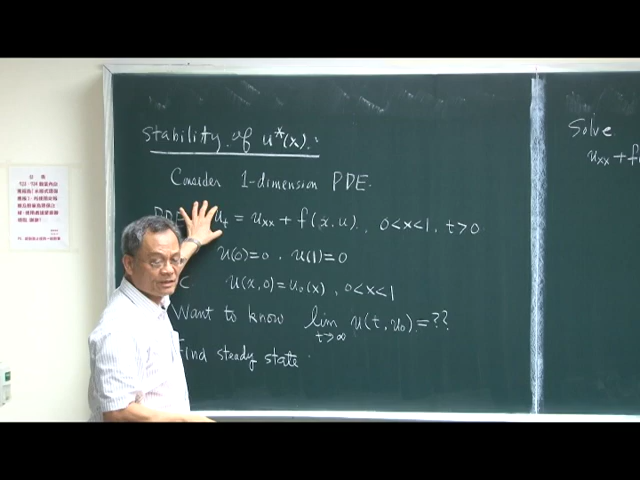 Stability of u*(x):
Consider 1-dimension PDE.
PDE u_t = u_xx + f(x, u), 0<x<1, t>0
u(0)=0, u(1)=0
C u(x,0)=u_0(x), 0<x<1
Want to know lim_{t→∞} u(t,u_0)=??
Find steady state.
Solve
u_xx + f(